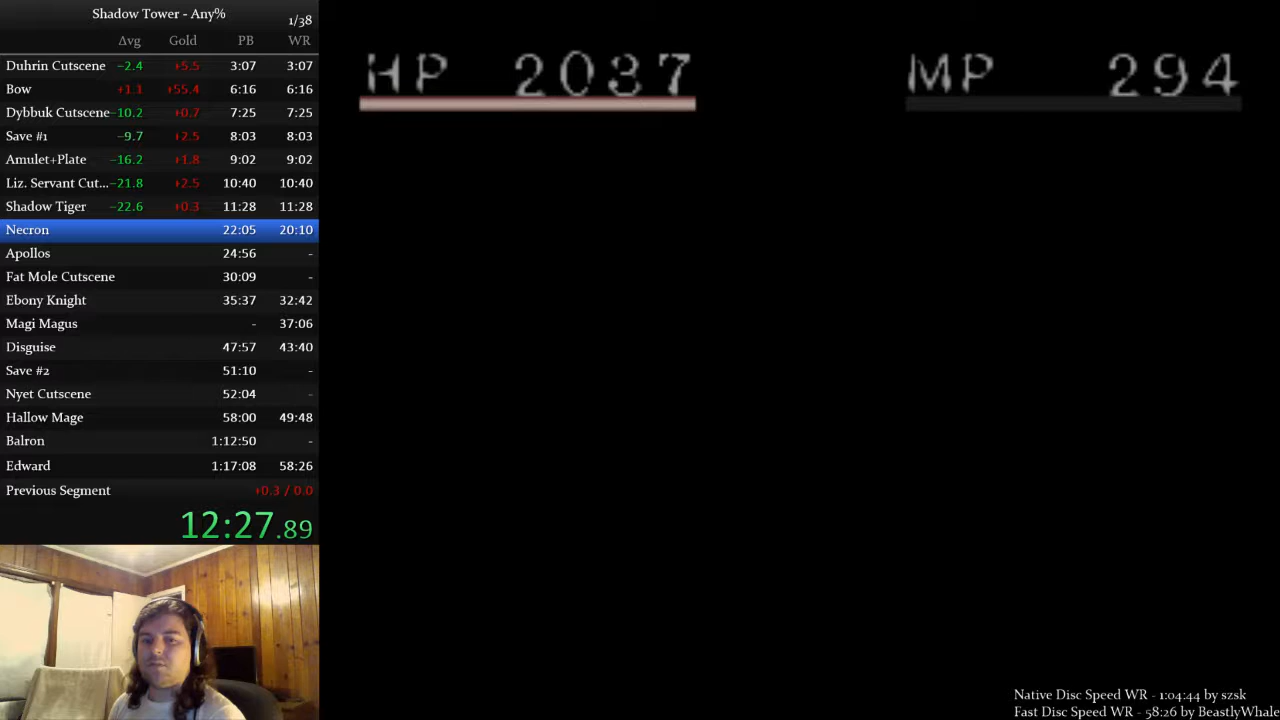 Shadow Tower - Any%
1/38
Δvg Gold PB WR
Duhrin Cutscene -2.4 +5.5 3:07 3:07
Bow +1.1 +55.4 6:16 6:16
Dybbuk Cutscene -10.2 +0.7 7:25 7:25
Save #1 -9.7 +2.5 8:03 8:03
Amulet+Plate -16.2 +1.8 9:02 9:02
Liz. Servant Cut... -21.8 +2.5 10:40 10:40
Shadow Tiger -22.6 +0.3 11:28 11:28
Necron 22:05 20:10
Apollos 24:56 -
Fat Mole Cutscene 30:09 -
Ebony Knight 35:37 32:42
Magi Magus - 37:06
Disguise 47:57 43:40
Save #2 51:10 -
Nyet Cutscene 52:04 -
Hallow Mage 58:00 49:48
Balron 1:12:50 -
Edward 1:17:08 58:26
Previous Segment +0.3 / 0.0
12:27.89
HP 2037 MP 294
Native Disc Speed WR - 1:04:44 by szsk
Fast Disc Speed WR - 58:26 by BeastlyWhale